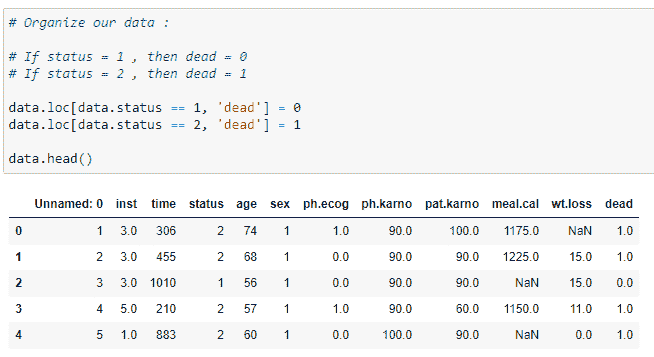 # Organize our data :
# If status = 1 , then dead = 0
# If status = 2 , then dead = 1
data.loc[data.status == 1, 'dead'] = 0
data.loc[data.status == 2, 'dead'] = 1
data.head()
Unnamed: 0 inst time status age sex ph.ecog ph.karno pat.karno meal.cal wt.loss dead
0 1 3.0 306 2 74 1 1.0 90.0 100.0 1175.0 NaN 1.0
1 2 3.0 455 2 68 1 0.0 90.0 90.0 1225.0 15.0 1.0
2 3 3.0 1010 1 56 1 0.0 90.0 90.0 NaN 15.0 0.0
3 4 5.0 210 2 57 1 1.0 90.0 60.0 1150.0 11.0 1.0
4 5 1.0 883 2 60 1 0.0 100.0 90.0 NaN 0.0 1.0